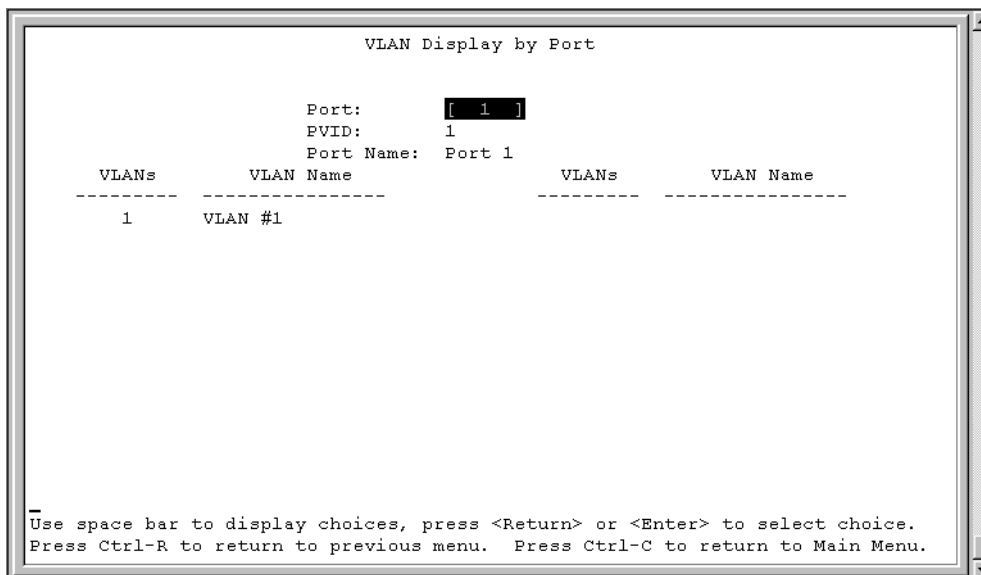 VLAN Display by Port
Port: [ 1 ]
PVID: 1
Port Name: Port 1
VLANs VLAN Name VLANs VLAN Name
--------- ---------------- --------- ----------------
1 VLAN #1
Use space bar to display choices, press <Return> or <Enter> to select choice.
Press Ctrl-R to return to previous menu. Press Ctrl-C to return to Main Menu.